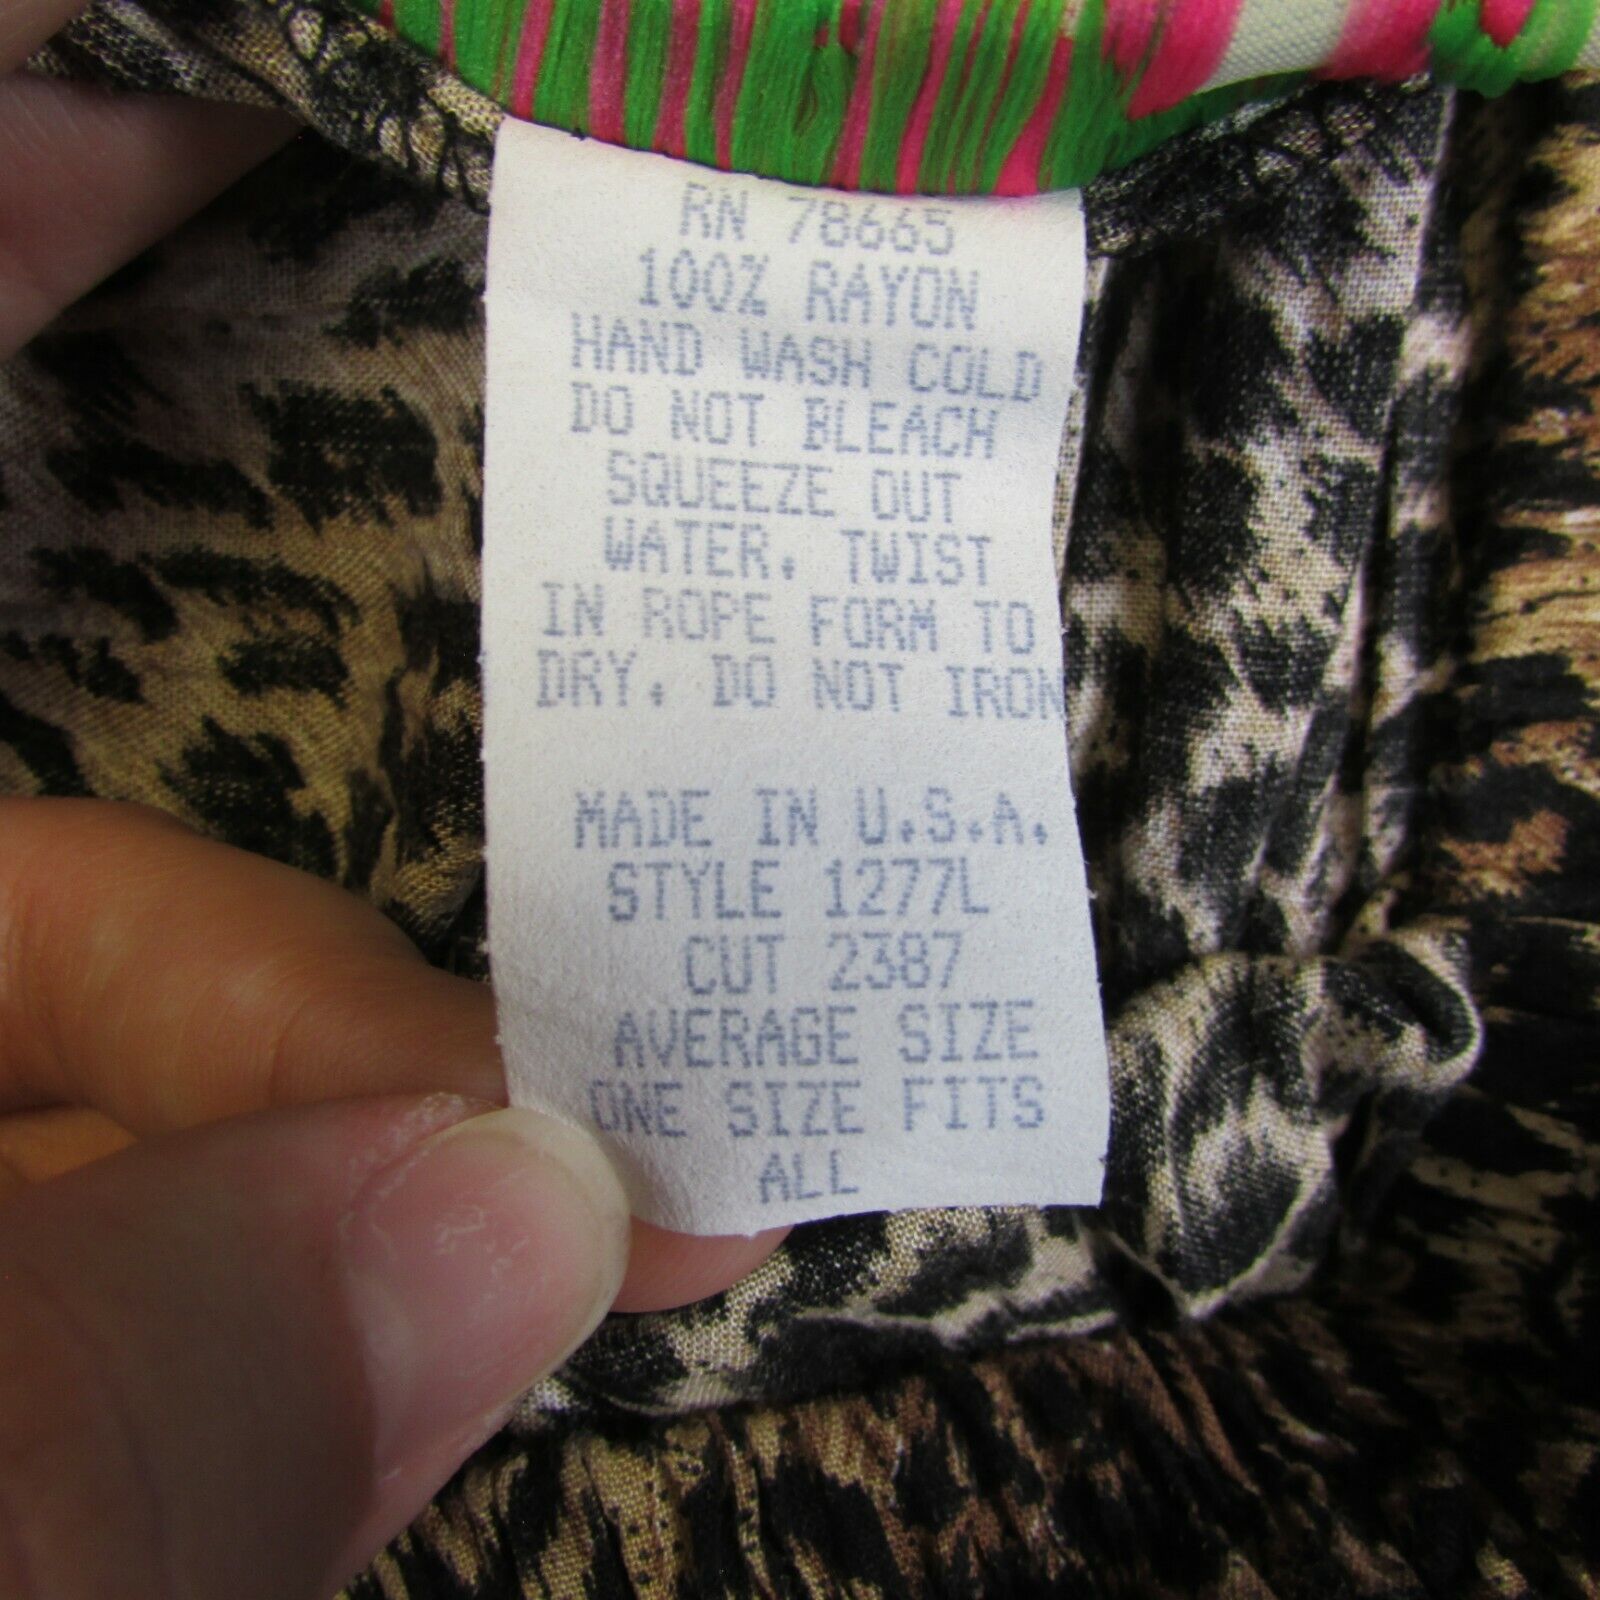 RN 78665
100% RAYON
HAND WASH COLD
DO NOT BLEACH
SQUEEZE OUT
WATER. TWIST
IN ROPE FORM TO
DRY. DO NOT IRON
MADE IN U.S.A.
STYLE 1277L
CUT 2387
AVERAGE SIZE
ONE SIZE FITS
ALL